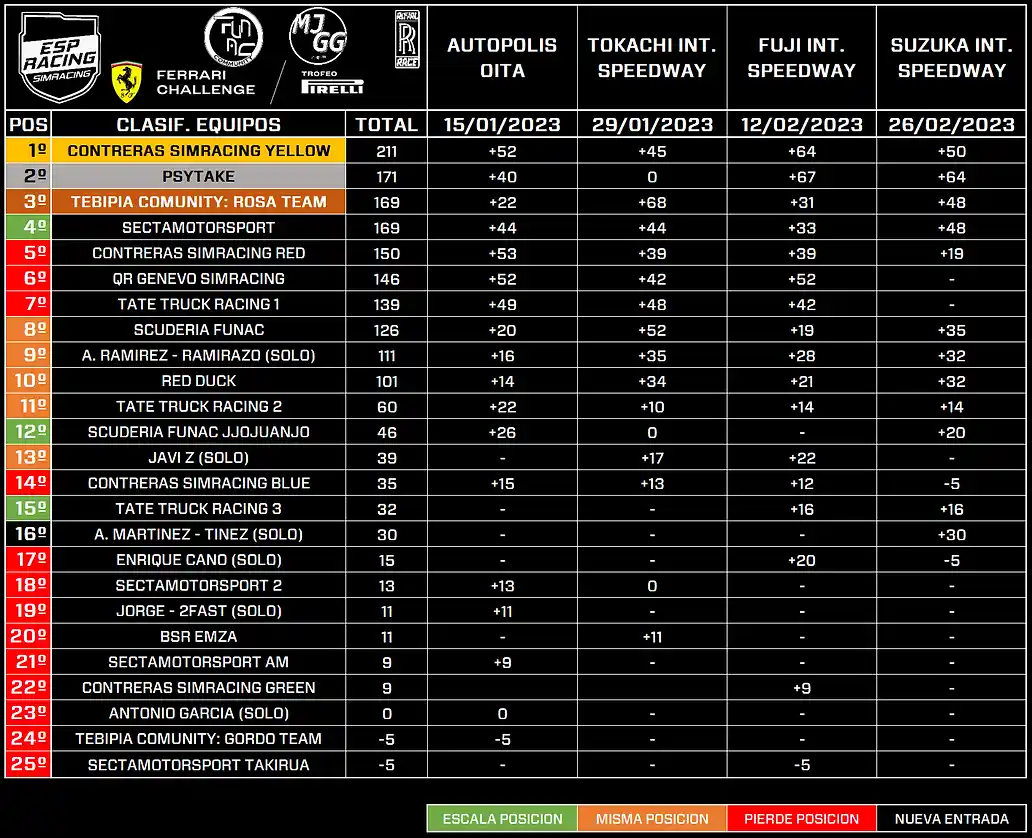 ESP
RACING
SIMRACING
FERRARI
CHALLENGE
FUN
AC
COMMUNITY
MJ
GG
TROFEO
PIRELLI
ROYAL
RACE
AUTOPOLIS
OITA
TOKACHI INT.
SPEEDWAY
FUJI INT.
SPEEDWAY
SUZUKA INT.
SPEEDWAY
POS CLASIF. EQUIPOS TOTAL 15/01/2023 29/01/2023 12/02/2023 26/02/2023
1º CONTRERAS SIMRACING YELLOW 211 +52 +45 +64 +50
2º PSYTAKE 171 +40 0 +67 +64
3º TEBIPIA COMUNITY: ROSA TEAM 169 +22 +68 +31 +48
4º SECTAMOTORSPORT 169 +44 +44 +33 +48
5º CONTRERAS SIMRACING RED 150 +53 +39 +39 +19
6º QR GENEVO SIMRACING 146 +52 +42 +52 -
7º TATE TRUCK RACING 1 139 +49 +48 +42 -
8º SCUDERIA FUNAC 126 +20 +52 +19 +35
9º A. RAMIREZ - RAMIRAZO (SOLO) 111 +16 +35 +28 +32
10º RED DUCK 101 +14 +34 +21 +32
11º TATE TRUCK RACING 2 60 +22 +10 +14 +14
12º SCUDERIA FUNAC JJOJUANJO 46 +26 0 - +20
13º JAVI Z (SOLO) 39 - +17 +22 -
14º CONTRERAS SIMRACING BLUE 35 +15 +13 +12 -5
15º TATE TRUCK RACING 3 32 - - +16 +16
16º A. MARTINEZ - TINEZ (SOLO) 30 - - - +30
17º ENRIQUE CANO (SOLO) 15 - - +20 -5
18º SECTAMOTORSPORT 2 13 +13 0 - -
19º JORGE - 2FAST (SOLO) 11 +11 - - -
20º BSR EMZA 11 - +11 - -
21º SECTAMOTORSPORT AM 9 +9 - - -
22º CONTRERAS SIMRACING GREEN 9 +9 -
23º ANTONIO GARCIA (SOLO) 0 0 - - -
24º TEBIPIA COMUNITY: GORDO TEAM -5 -5 - - -
25º SECTAMOTORSPORT TAKIRUA -5 - - -5 -
ESCALA POSICION MISMA POSICION PIERDE POSICION NUEVA ENTRADA